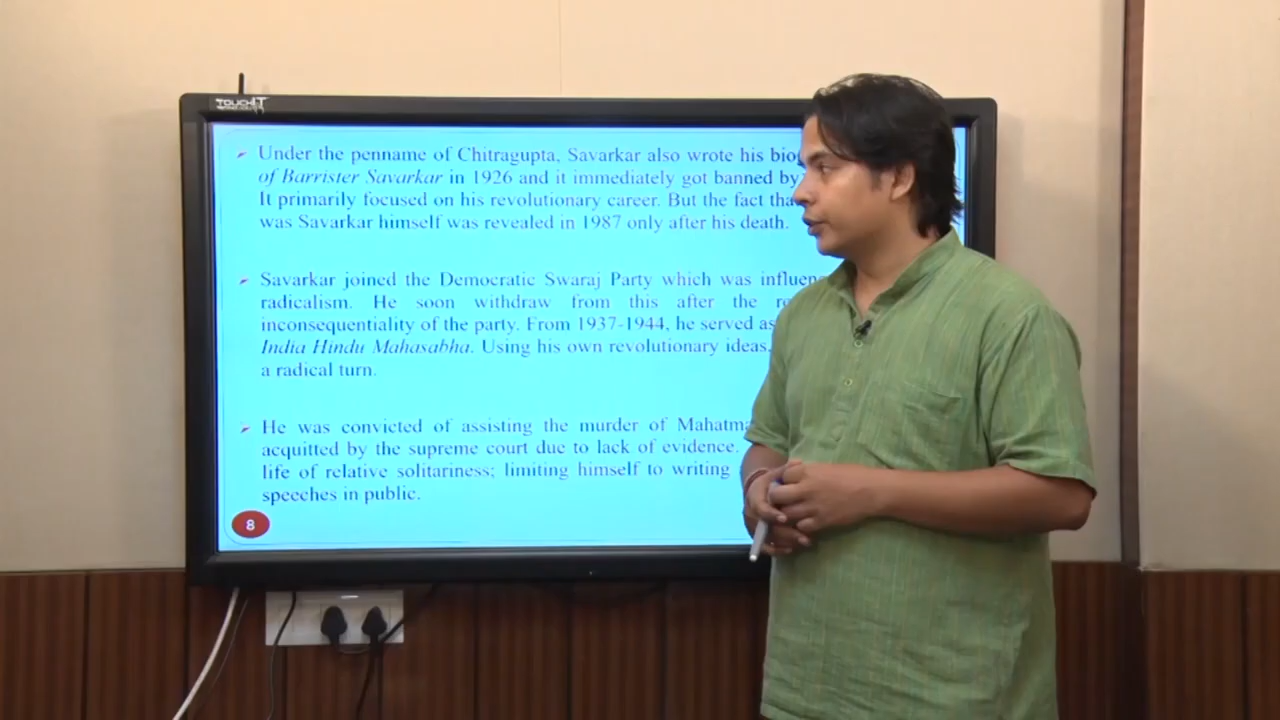 TOUCHIT
➢ Under the penname of Chitragupta, Savarkar also wrote his
of Barrister Savarkar in 1926 and it immediately got banned by
It primarily focused on his revolutionary career. But the fact
was Savarkar himself was revealed in 1987 only after his death.
➢ Savarkar joined the Democratic Swaraj Party which was
radicalism. He soon withdraw from this after the
inconsequentiality of the party. From 1937-1944, he served as
India Hindu Mahasabha. Using his own revolutionary ideas,
a radical turn.
➢ He was convicted of assisting the murder of
acquitted by the supreme court due to lack of evidence.
life of relative solitariness; limiting himself to writing
speeches in public.
8